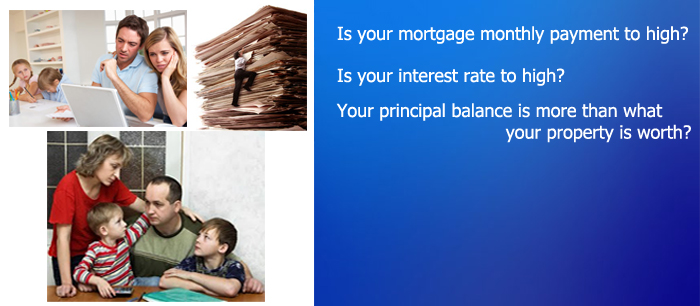 Is your mortgage monthly payment to high?
Is your interest rate to high?
Your principal balance is more than what
your property is worth?